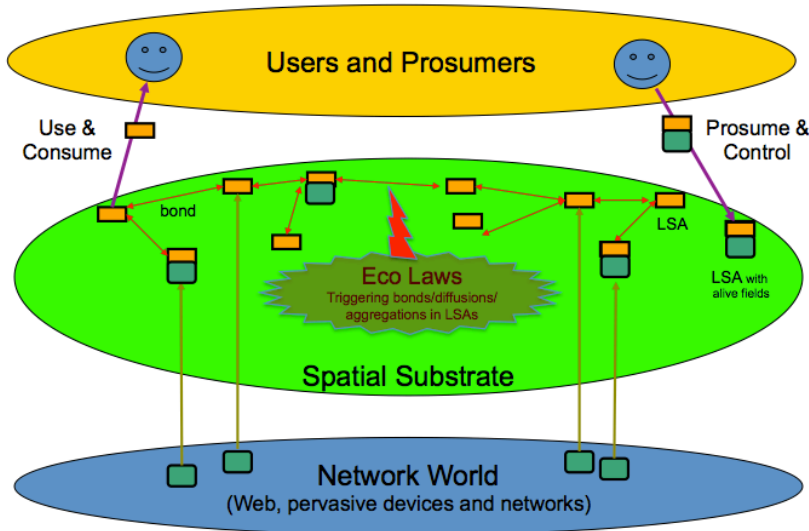 Users and Prosumers
Use &
Consume
Prosume &
Control
bond
LSA
Eco Laws
Triggering bonds/diffusions/
aggregations in LSAs
LSA with
alive fields
Spatial Substrate
Network World
(Web, pervasive devices and networks)